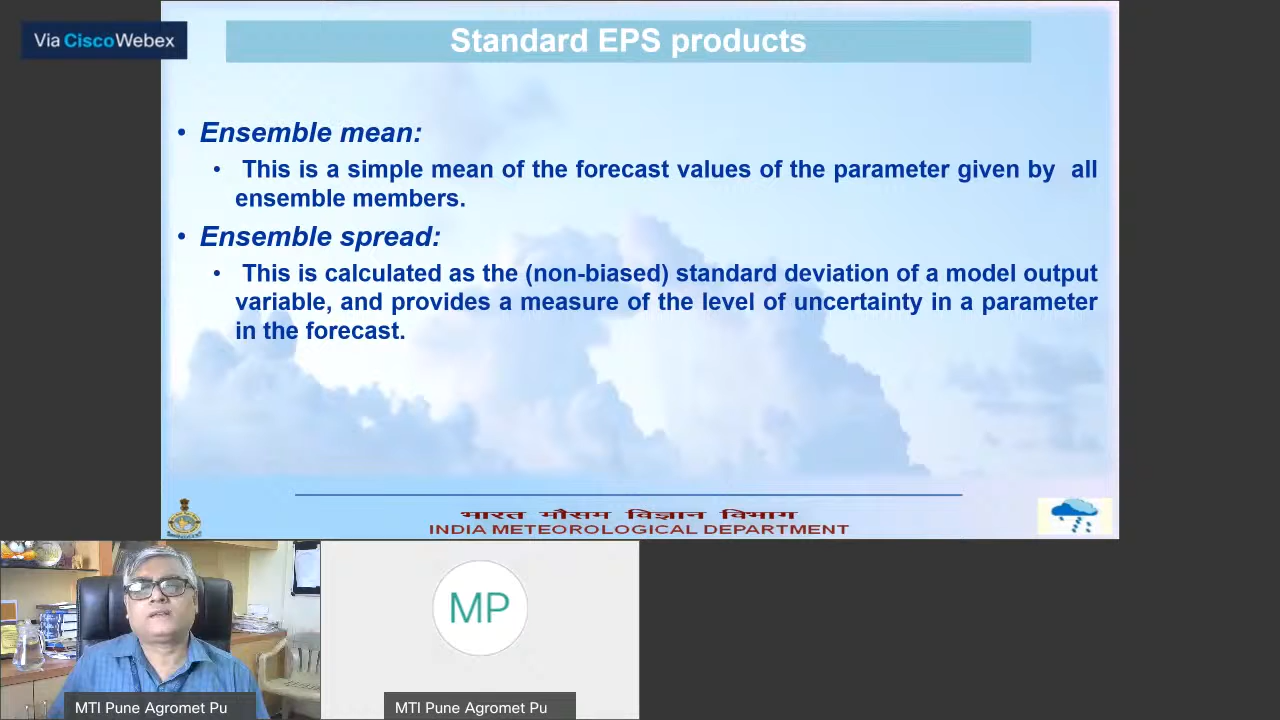 Via Cisco Webex
Standard EPS products
• Ensemble mean:
• This is a simple mean of the forecast values of the parameter given by all
ensemble members.
• Ensemble spread:
• This is calculated as the (non-biased) standard deviation of a model output
variable, and provides a measure of the level of uncertainty in a parameter
in the forecast.
भारत मौसम विज्ञान विभाग
INDIA METEOROLOGICAL DEPARTMENT
MP
MTI Pune Agromet Pu
MTI Pune Agromet Pu